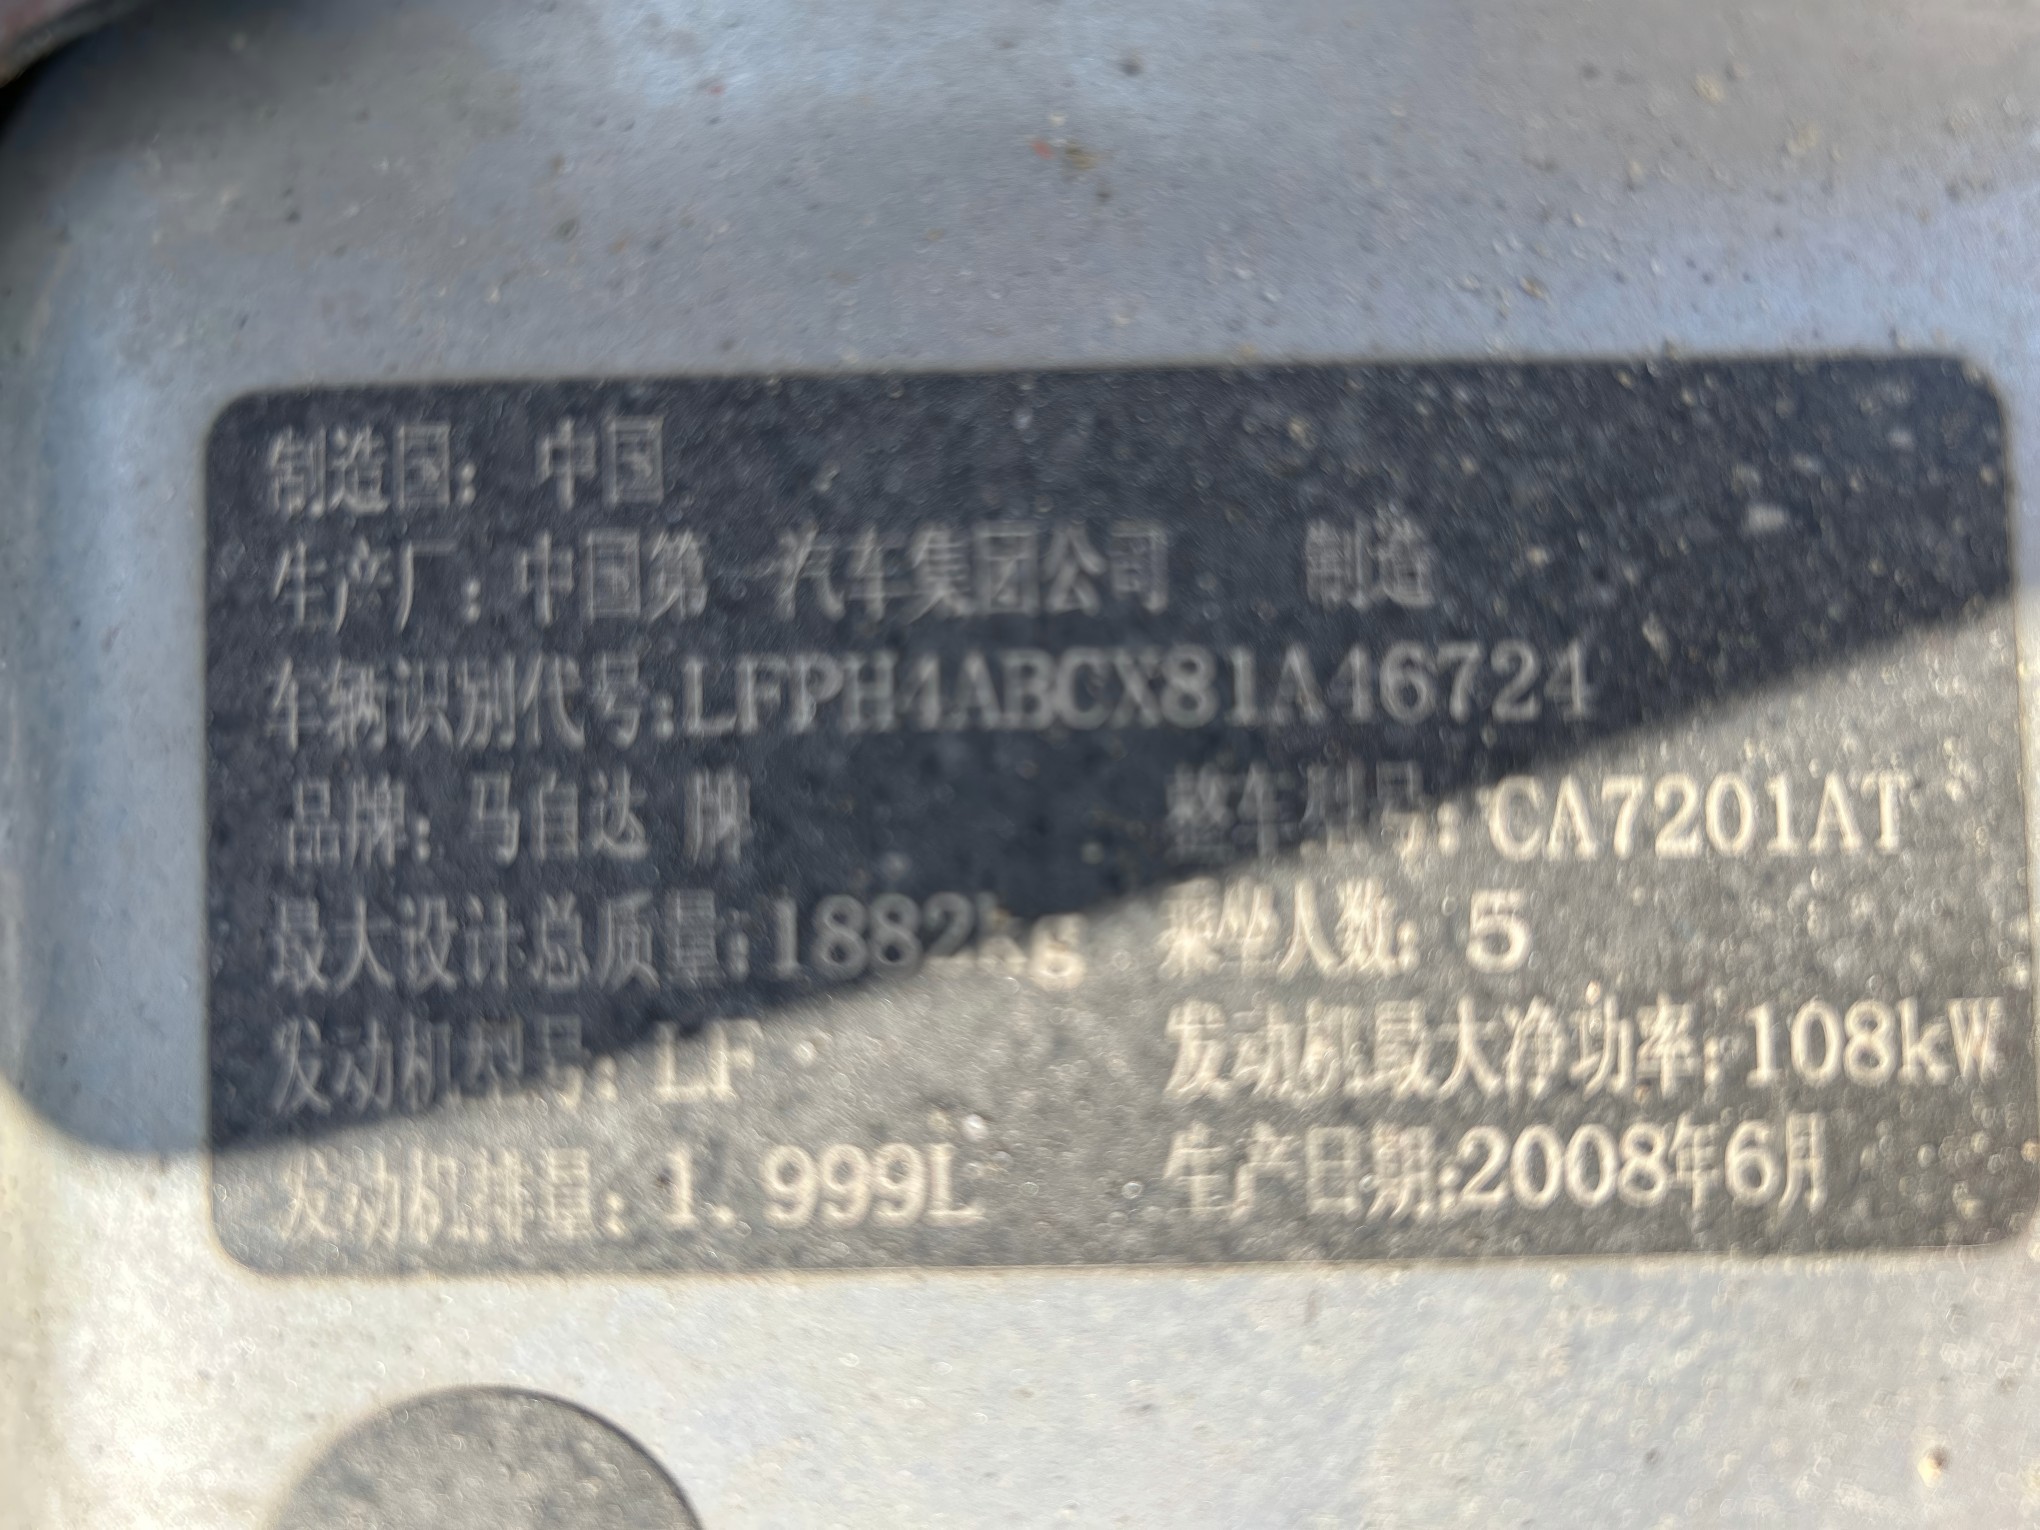 制造国: 中国
生产厂: 中国第一汽车集团公司 制造
车辆识别代号:LFPH4ABCX81A46724
品牌: 马自达 牌 整车型号: CA7201AT
最大设计总质量:1882kg 乘坐人数: 5
发动机型号: LF 发动机最大净功率:108kW
发动机排量: 1.999L 生产日期:2008年6月